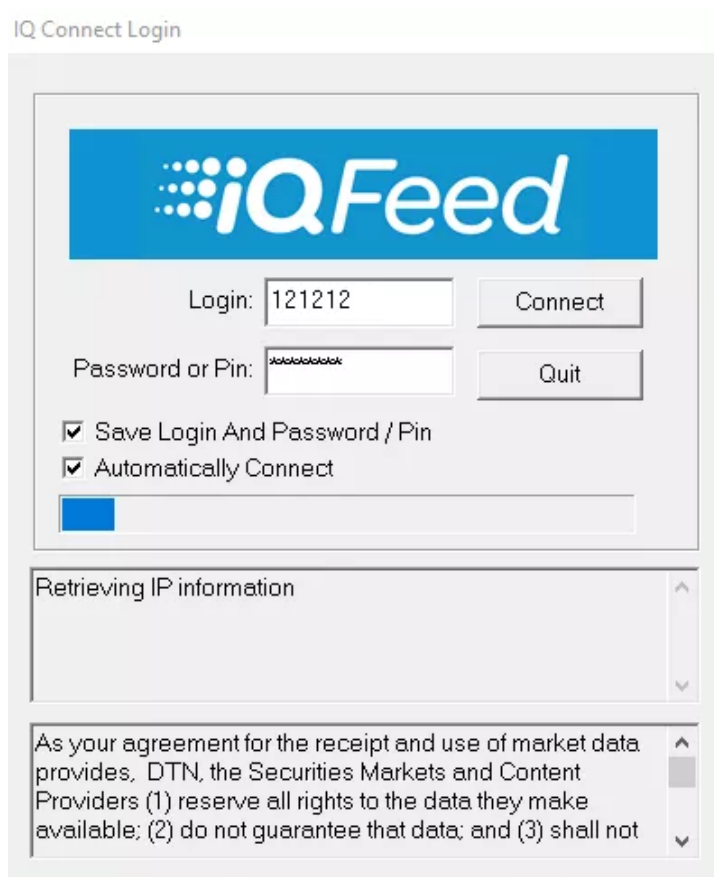 IQ Connect Login
iQFeed
Login: 121212 Connect
Password or Pin: ********* Quit
Save Login And Password / Pin
Automatically Connect
Retrieving IP information
As your agreement for the receipt and use of market data
provides, DTN, the Securities Markets and Content
Providers (1) reserve all rights to the data they make
available; (2) do not guarantee that data; and (3) shall not